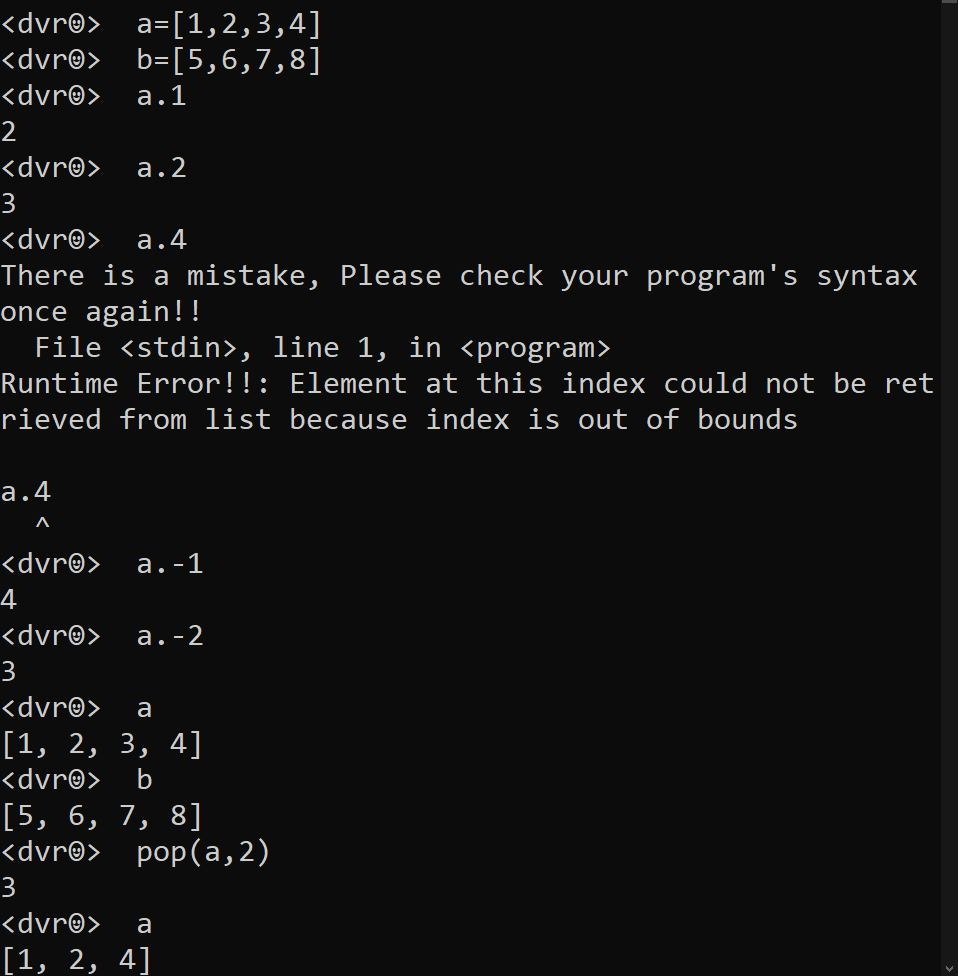 <dvr☺>  a=[1,2,3,4]
<dvr☺>  b=[5,6,7,8]
<dvr☺>  a.1
2
<dvr☺>  a.2
3
<dvr☺>  a.4
There is a mistake, Please check your program's syntax
once again!!
  File <stdin>, line 1, in <program>
Runtime Error!!: Element at this index could not be ret
rieved from list because index is out of bounds

a.4
  ^
<dvr☺>  a.-1
4
<dvr☺>  a.-2
3
<dvr☺>  a
[1, 2, 3, 4]
<dvr☺>  b
[5, 6, 7, 8]
<dvr☺>  pop(a,2)
3
<dvr☺>  a
[1, 2, 4]